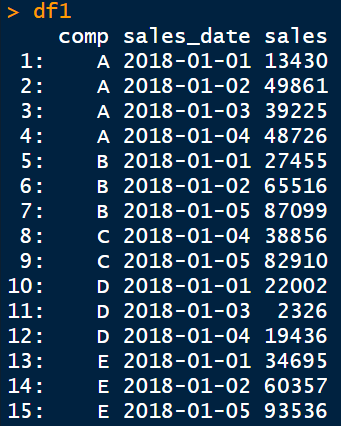 > df1
    comp sales_date sales
 1:    A 2018-01-01 13430
 2:    A 2018-01-02 49861
 3:    A 2018-01-03 39225
 4:    A 2018-01-04 48726
 5:    B 2018-01-01 27455
 6:    B 2018-01-02 65516
 7:    B 2018-01-05 87099
 8:    C 2018-01-04 38856
 9:    C 2018-01-05 82910
10:    D 2018-01-01 22002
11:    D 2018-01-03  2326
12:    D 2018-01-04 19436
13:    E 2018-01-01 34695
14:    E 2018-01-02 60357
15:    E 2018-01-05 93536